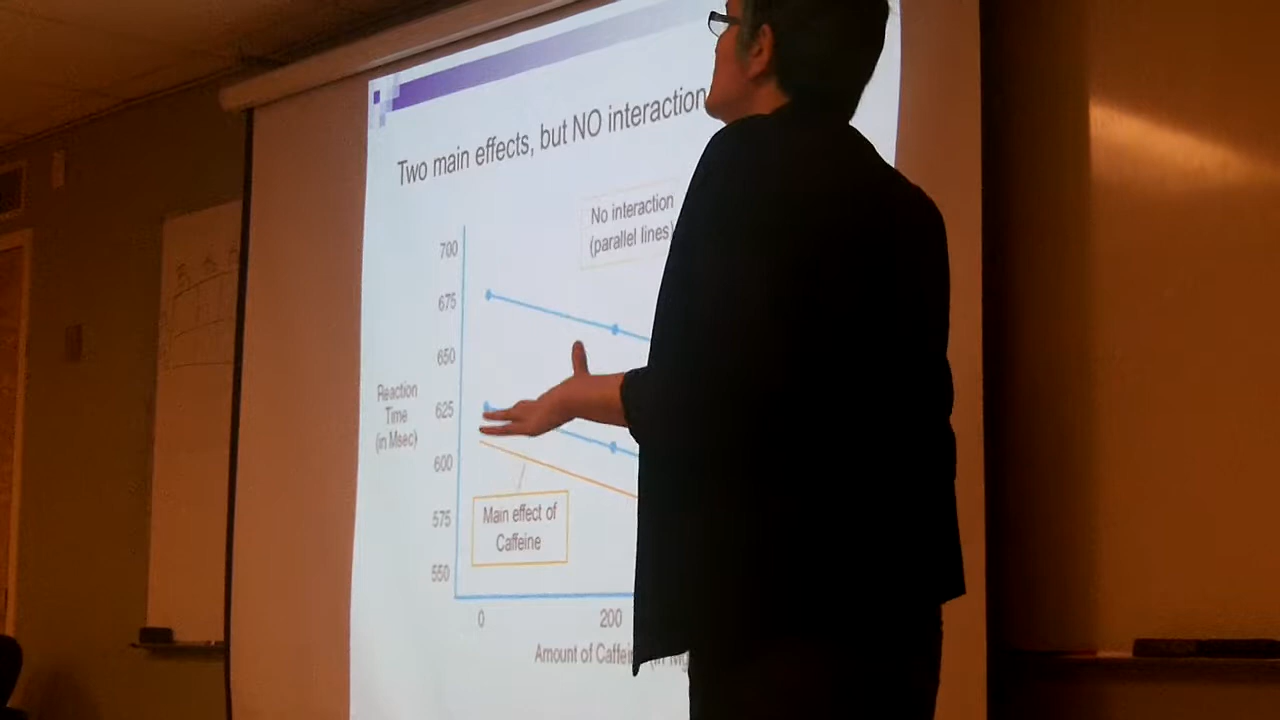 Two main effects, but NO interaction
No interaction
(parallel lines)
700
675
650
Reaction
Time
(in Msec)
625
600
575
550
Main effect of
Caffeine
0
200
Amount of